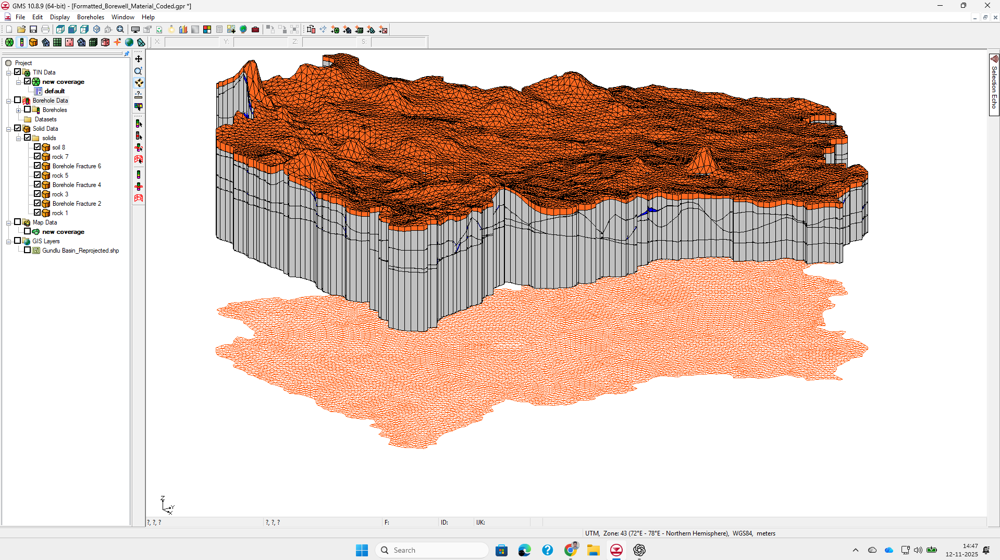 GMS 10.8.9 (64-bit) - [Formatted_Borewell_Material_Coded.gpr *]
File Edit Display Boreholes Window Help
X: Y: Z: S:
Project
TIN Data
new coverage
default
Borehole Data
Boreholes
Datasets
Solid Data
solids
soil 8
rock 7
Borehole Fracture 6
rock 5
Borehole Fracture 4
rock 3
Borehole Fracture 2
rock 1
Map Data
new coverage
GIS Layers
Gundlu Basin_Reprojected.shp
Selection Echo
Z
Y
X
?, ?, ? ?, ?, ? F: ID: IJK:
UTM, Zone: 43 (72°E - 78°E - Northern Hemisphere), WGS84, meters
Search
14:47
12-11-2025